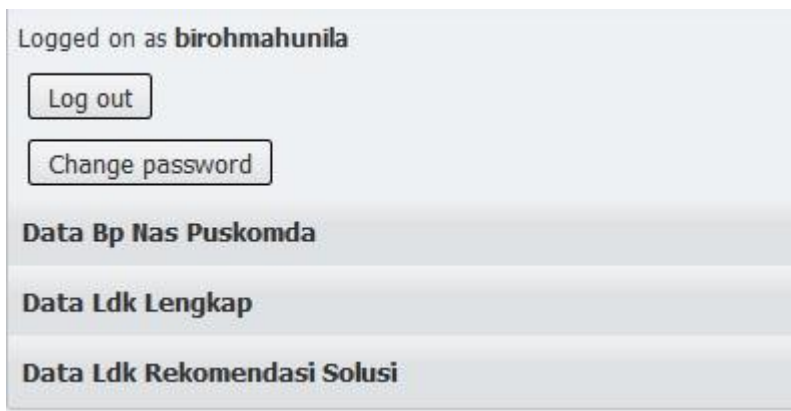 Logged on as birohmahunila
Log out
Change password
Data Bp Nas Puskomda
Data Ldk Lengkap
Data Ldk Rekomendasi Solusi